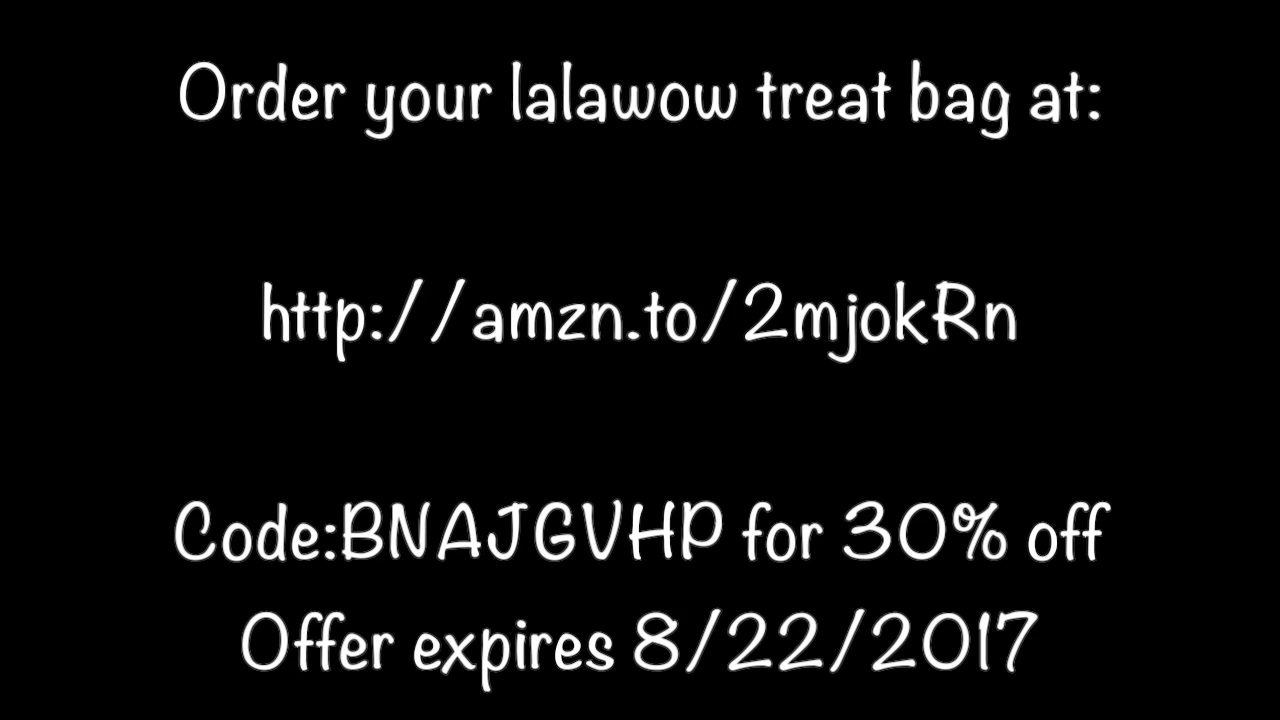 Order your lalawow treat bag at:
http://amzn.to/2mjokRn
Code:BNAJGVHP for 30% off
Offer expires 8/22/2017